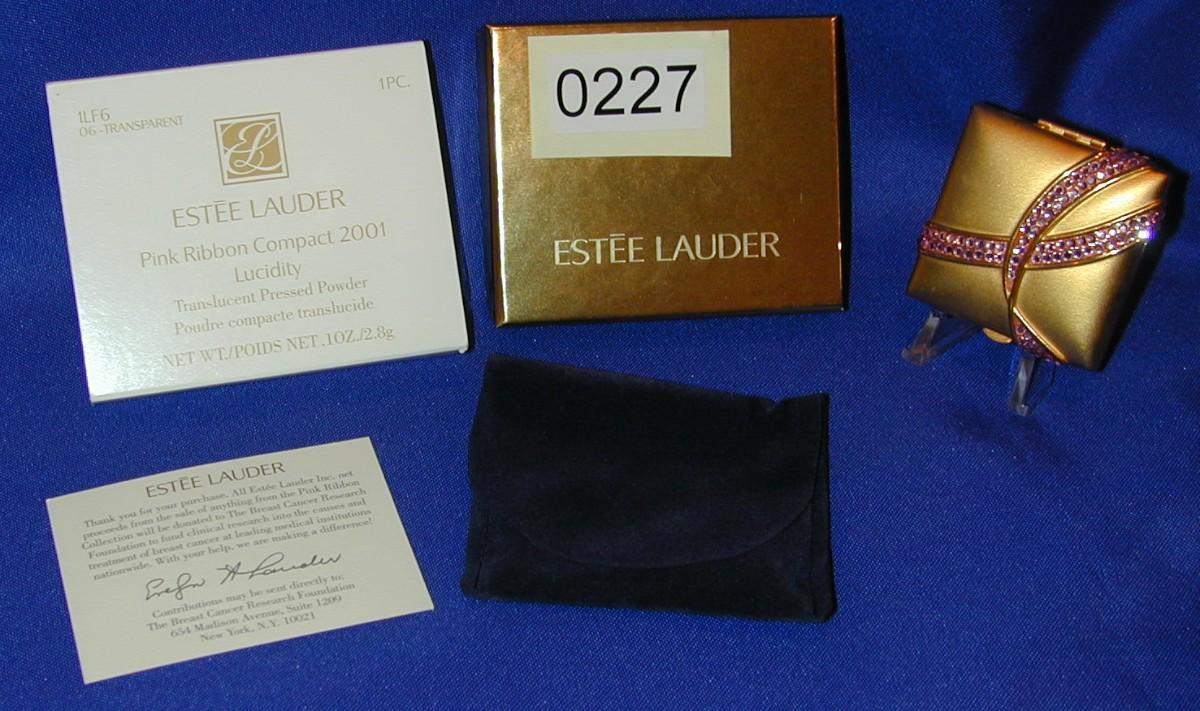 1LF6
06-TRANSPARENT
1PC.
EL
ESTĒE LAUDER
Pink Ribbon Compact 2001
Lucidity
Translucent Pressed Powder
Poudre compacte translucide
NET WT./POIDS NET .1OZ./2.8g
0227
ESTĒE LAUDER
ESTĒE LAUDER
Thank you for your purchase. All Estée Lauder Inc. net
proceeds from the sale of anything from the Pink Ribbon
Collection will be donated to The Breast Cancer Research
Foundation to fund clinical research into the causes and
treatment of breast cancer at leading medical institutions
nationwide. With your help, we are making a difference!
Evelyn H Lauder
Contributions may be sent directly to:
The Breast Cancer Research Foundation
654 Madison Avenue, Suite 1209
New York, N.Y. 10021